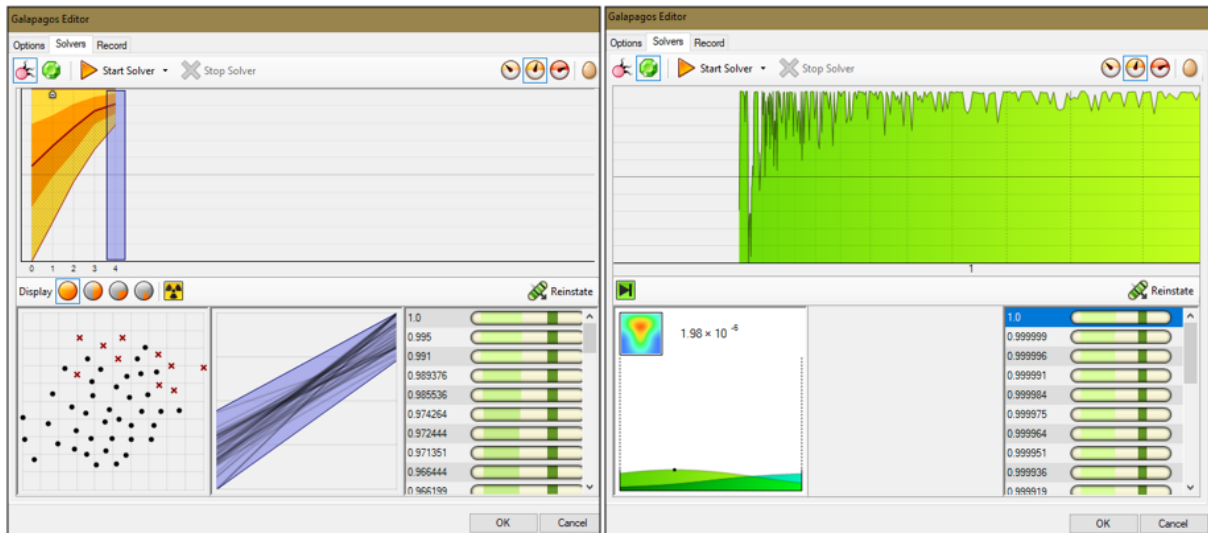 Galapagos Editor
Options Solvers Record
Start Solver Stop Solver
0 1 2 3 4
Display Reinstate
1.0
0.995
0.991
0.989376
0.985536
0.974264
0.972444
0.971351
0.966444
0.966199
OK Cancel
Galapagos Editor
Options Solvers Record
Start Solver Stop Solver
1
Reinstate
1.98 × 10 -6
1.0
0.999999
0.999996
0.999991
0.999984
0.999975
0.999964
0.999951
0.999936
0.999919
OK Cancel